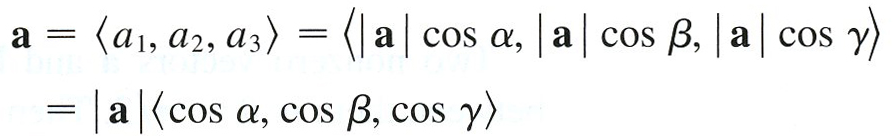 a = ⟨a₁, a₂, a₃⟩ = ⟨|a| cos α, |a| cos β, |a| cos γ⟩
= |a|⟨cos α, cos β, cos γ⟩